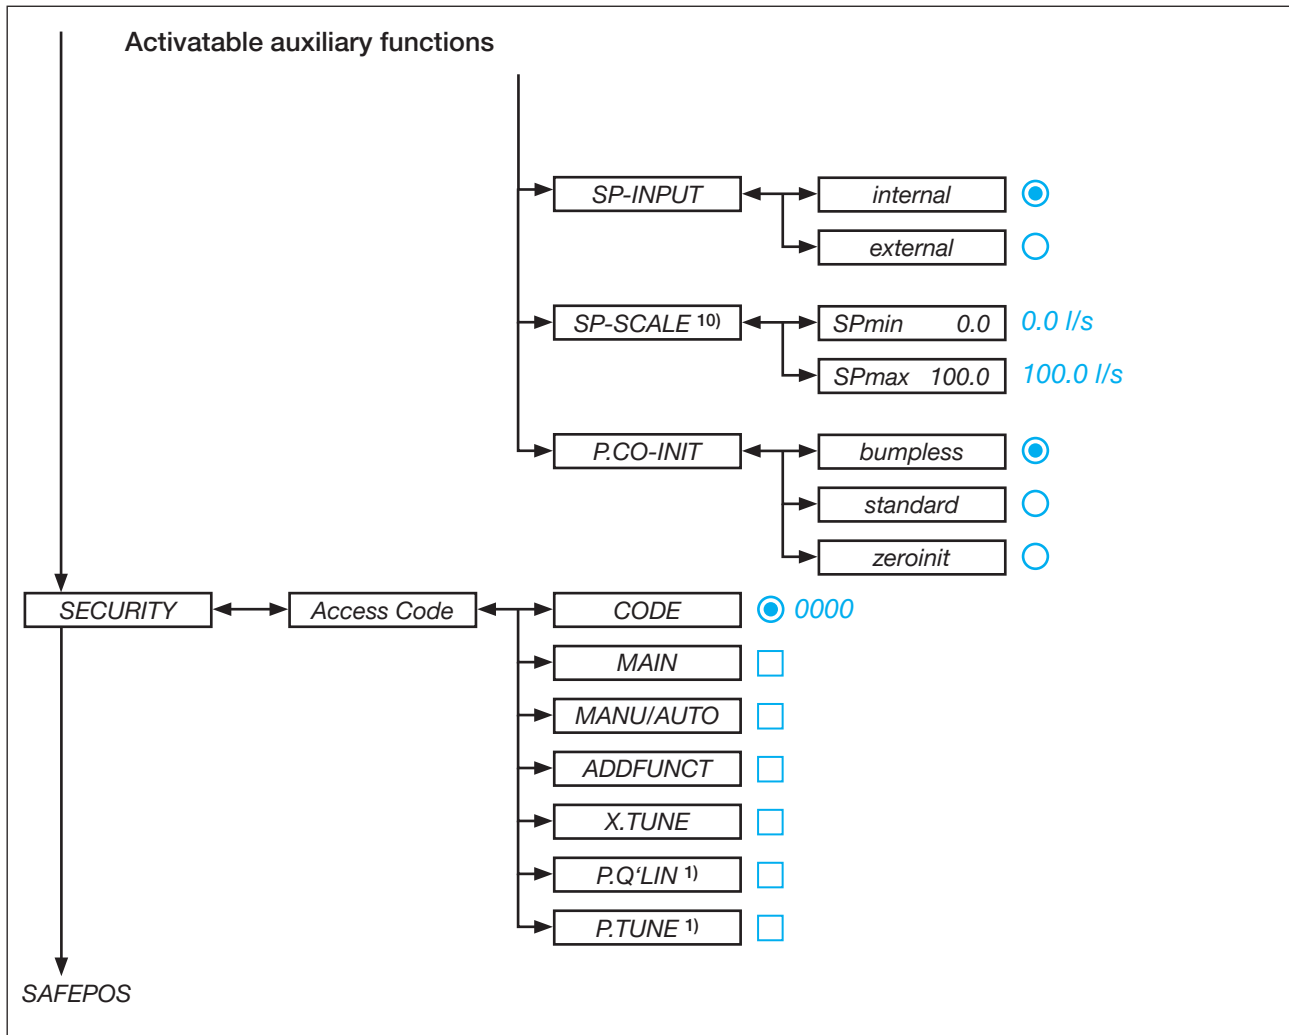 Activatable auxiliary functions
SP-INPUT
internal
external
SP-SCALE 10)
SPmin 0.0
0.0 l/s
SPmax 100.0
100.0 l/s
P.CO-INIT
bumpless
standard
zeroinit
SECURITY
Access Code
CODE
0000
MAIN
MANU/AUTO
ADDFUNCT
X.TUNE
P.Q‘LIN 1)
P.TUNE 1)
SAFEPOS